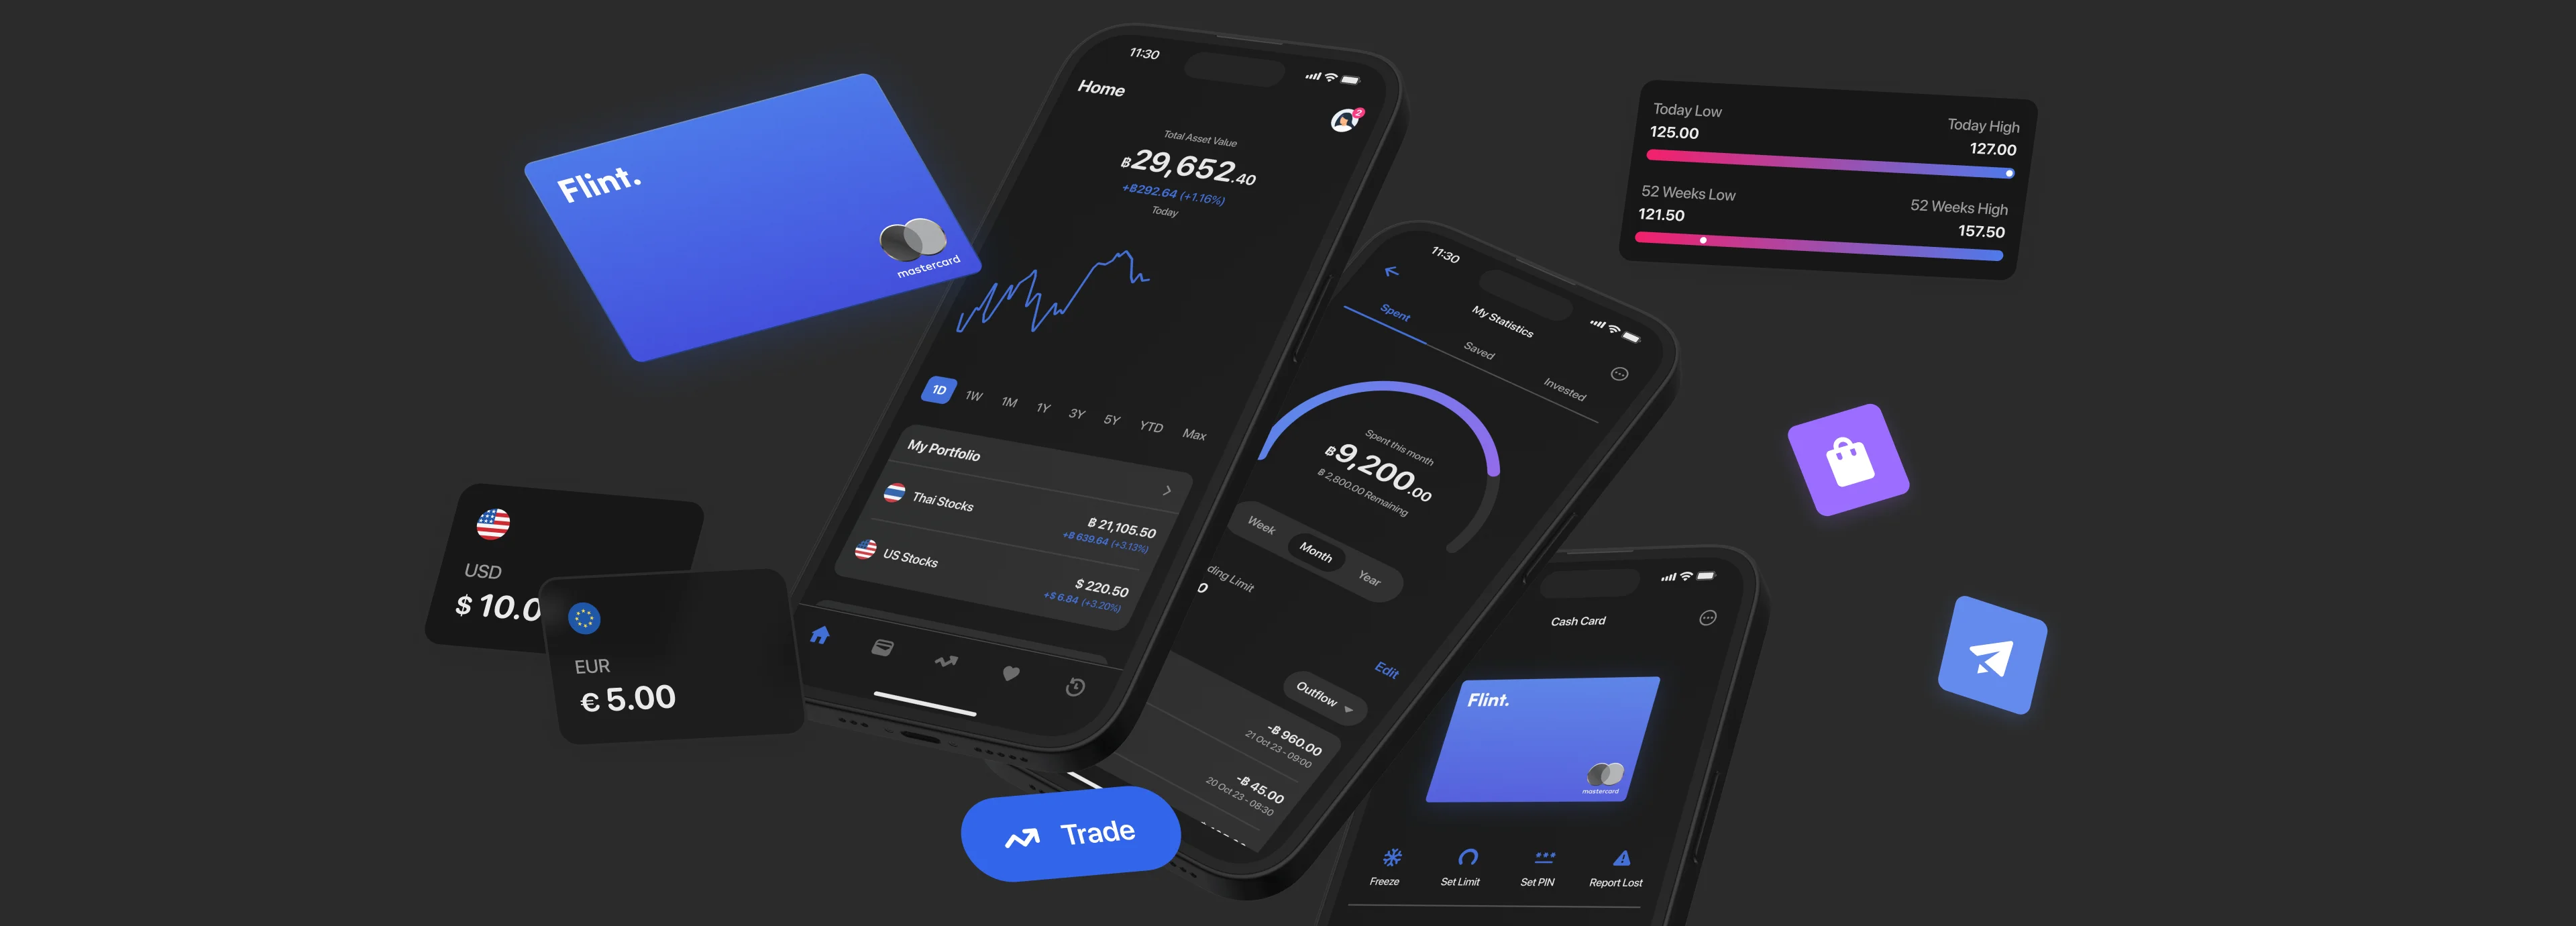 Flint.
mastercard
USD
$ 10.0
EUR
€ 5.00
11:30
Home
2
Total Asset Value
฿29,652.40
+฿292.64 (+1.16%)
Today
1D 1W 1M 1Y 3Y 5Y YTD Max
My Portfolio
Thai Stocks
฿ 21,105.50
+฿ 639.64 (+3.13%)
US Stocks
$ 220.50
+$ 6.84 (+3.20%)
Trade
11:30
My Statistics
Spent Saved Invested
Spent this month
฿9,200.00
฿ 2,800.00 Remaining
Week Month Year
ding Limit
0
Edit
Outflow
-฿ 960.00
21 Oct 23 - 09:00
-฿ 45.00
20 Oct 23 - 08:30
Cash Card
Flint.
mastercard
Freeze Set Limit Set PIN Report Lost
Today Low Today High
125.00 127.00
52 Weeks Low 52 Weeks High
121.50 157.50